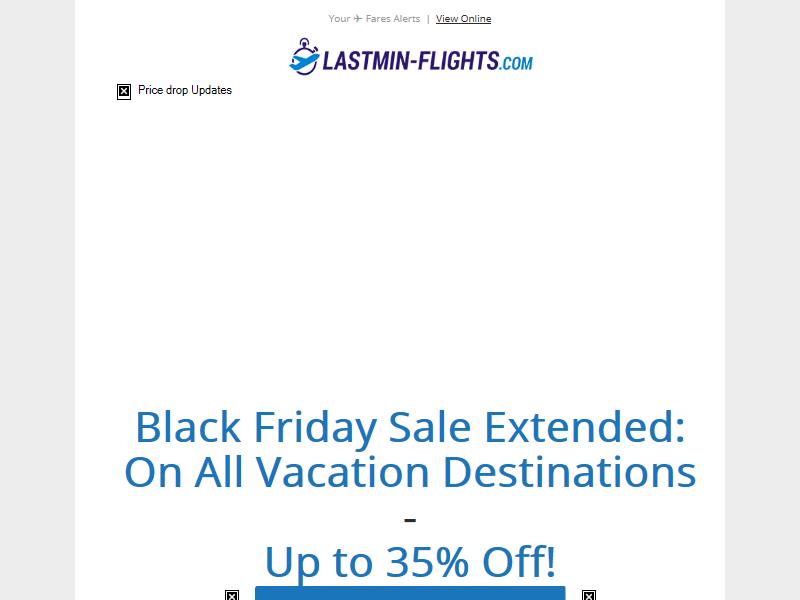 Your ✈ Fares Alerts | View Online
LASTMIN-FLIGHTS.COM
Price drop Updates
Black Friday Sale Extended:
On All Vacation Destinations
-
Up to 35% Off!